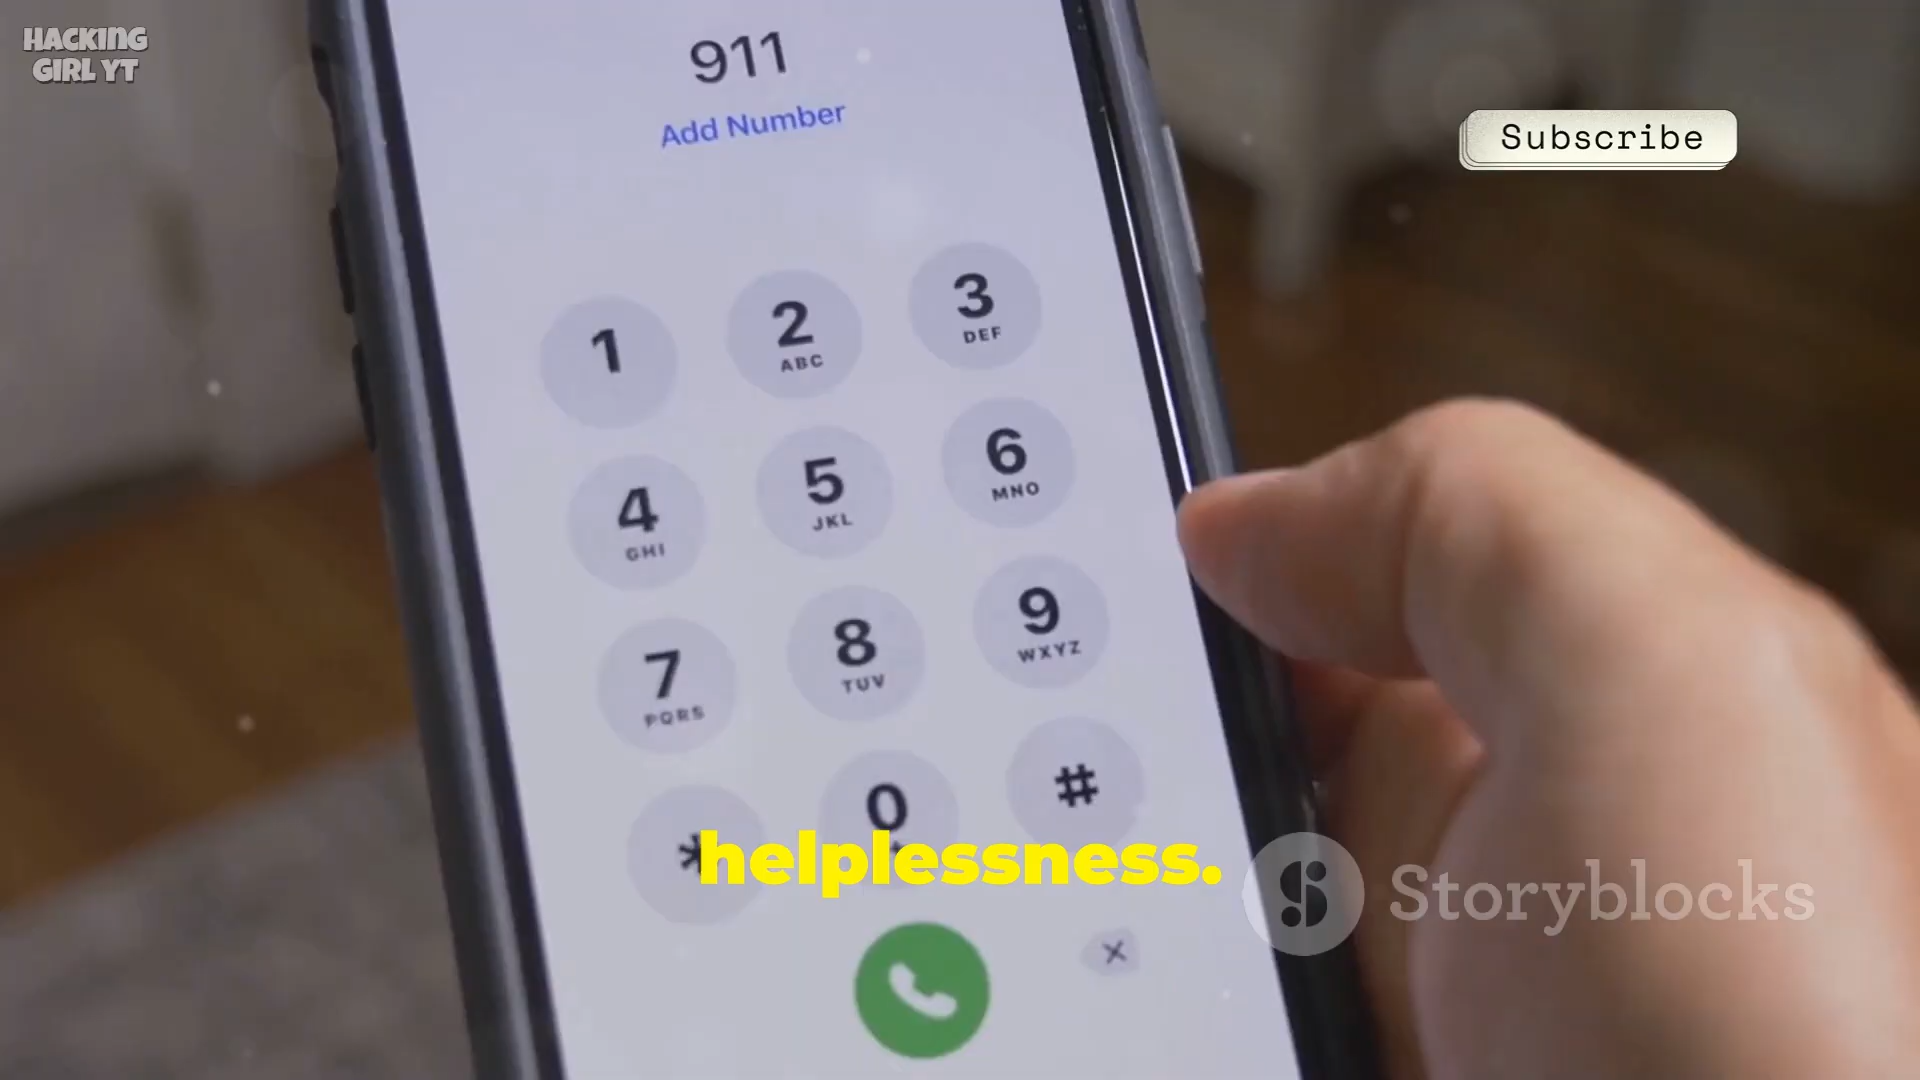 HACKING
GIRL YT
911
Add Number
Subscribe
1
2
ABC
3
DEF
4
GHI
5
JKL
6
MNO
7
PQRS
8
TUV
9
WXYZ
*
0
#
helplessness.
Storyblocks